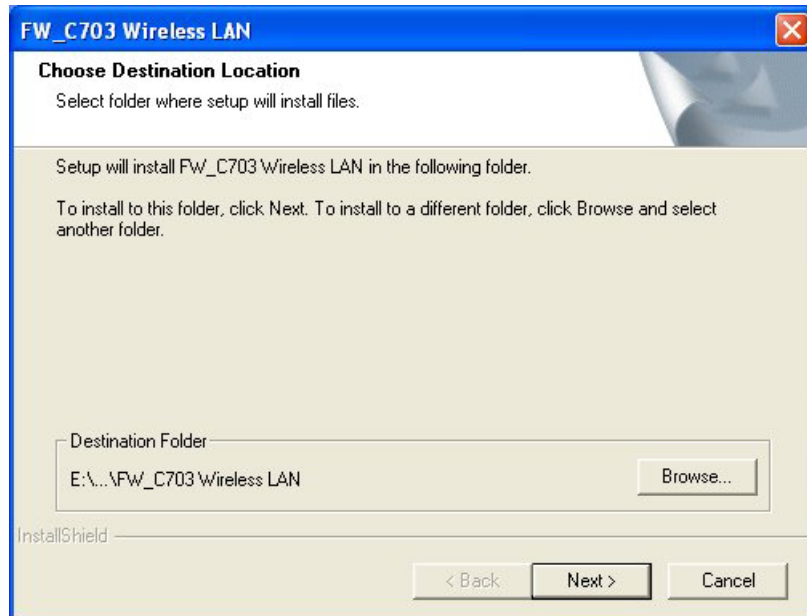 FW_C703 Wireless LAN
Choose Destination Location
Select folder where setup will install files.
Setup will install FW_C703 Wireless LAN in the following folder.
To install to this folder, click Next. To install to a different folder, click Browse and select
another folder.
Destination Folder
E:\...\FW_C703 Wireless LAN
Browse...
InstallShield
< Back
Next >
Cancel